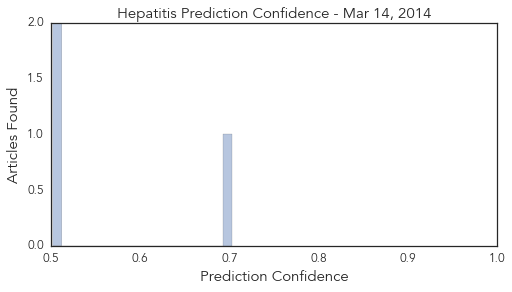 Hepatitis Prediction Confidence - Mar 14, 2014
2.0
1.5
1.0
0.5
0.0
Articles Found
0.5 0.6 0.7 0.8 0.9 1.0
Prediction Confidence